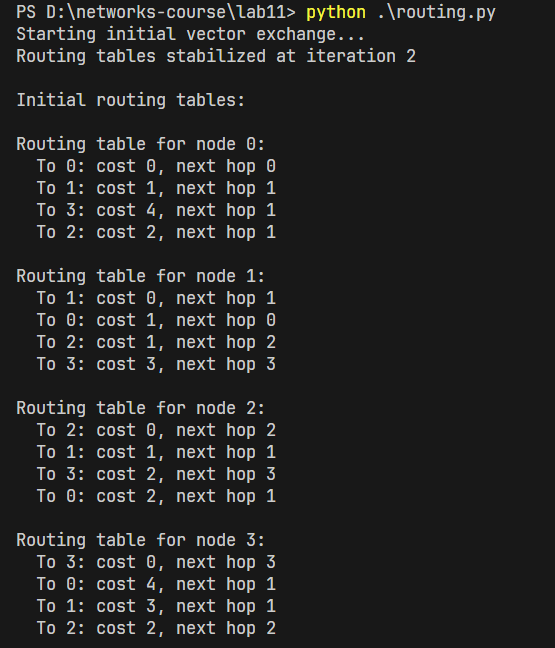 PS D:\networks-course\lab11> python .\routing.py
Starting initial vector exchange...
Routing tables stabilized at iteration 2
Initial routing tables:
Routing table for node 0:
To 0: cost 0, next hop 0
To 1: cost 1, next hop 1
To 3: cost 4, next hop 1
To 2: cost 2, next hop 1
Routing table for node 1:
To 1: cost 0, next hop 1
To 0: cost 1, next hop 0
To 2: cost 1, next hop 2
To 3: cost 3, next hop 3
Routing table for node 2:
To 2: cost 0, next hop 2
To 1: cost 1, next hop 1
To 3: cost 2, next hop 3
To 0: cost 2, next hop 1
Routing table for node 3:
To 3: cost 0, next hop 3
To 0: cost 4, next hop 1
To 1: cost 3, next hop 1
To 2: cost 2, next hop 2